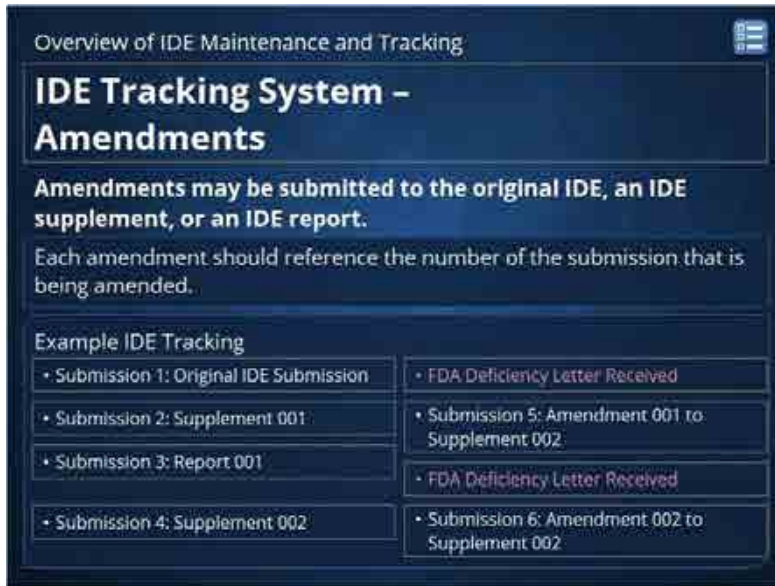 Overview of IDE Maintenance and Tracking
IDE Tracking System –
Amendments
Amendments may be submitted to the original IDE, an IDE
supplement, or an IDE report.
Each amendment should reference the number of the submission that is
being amended.
Example IDE Tracking
• Submission 1: Original IDE Submission
• Submission 2: Supplement 001
• Submission 3: Report 001
• Submission 4: Supplement 002
• FDA Deficiency Letter Received
• Submission 5: Amendment 001 to
Supplement 002
• FDA Deficiency Letter Received
• Submission 6: Amendment 002 to
Supplement 002